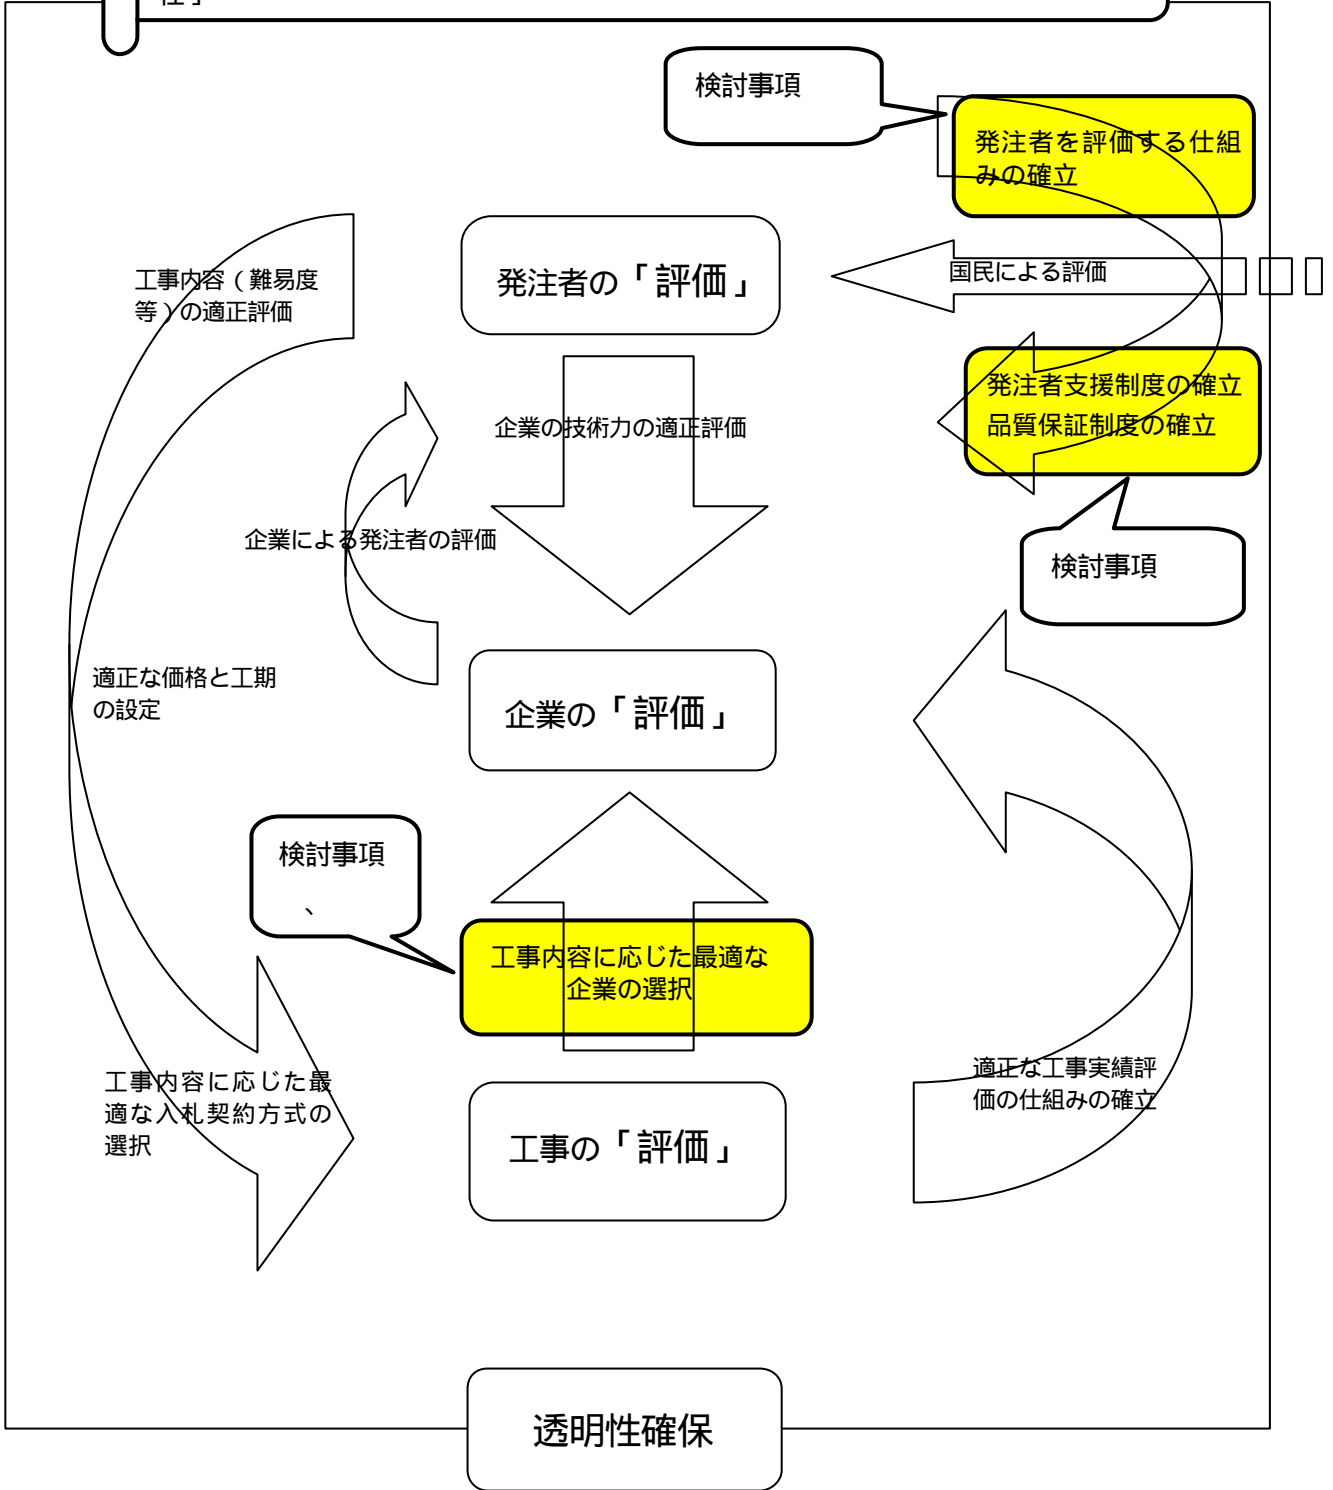 検討事項
発注者を評価する仕組
みの確立
発注者の「評価」
国民による評価
工事内容（難易度
等）の適正評価
発注者支援制度の確立
品質保証制度の確立
企業の技術力の適正評価
企業による発注者の評価
検討事項
適正な価格と工期
の設定
企業の「評価」
検討事項
、
工事内容に応じた最適な
企業の選択
工事内容に応じた最
適な入札契約方式の
選択
適正な工事実績評
価の仕組みの確立
工事の「評価」
透明性確保